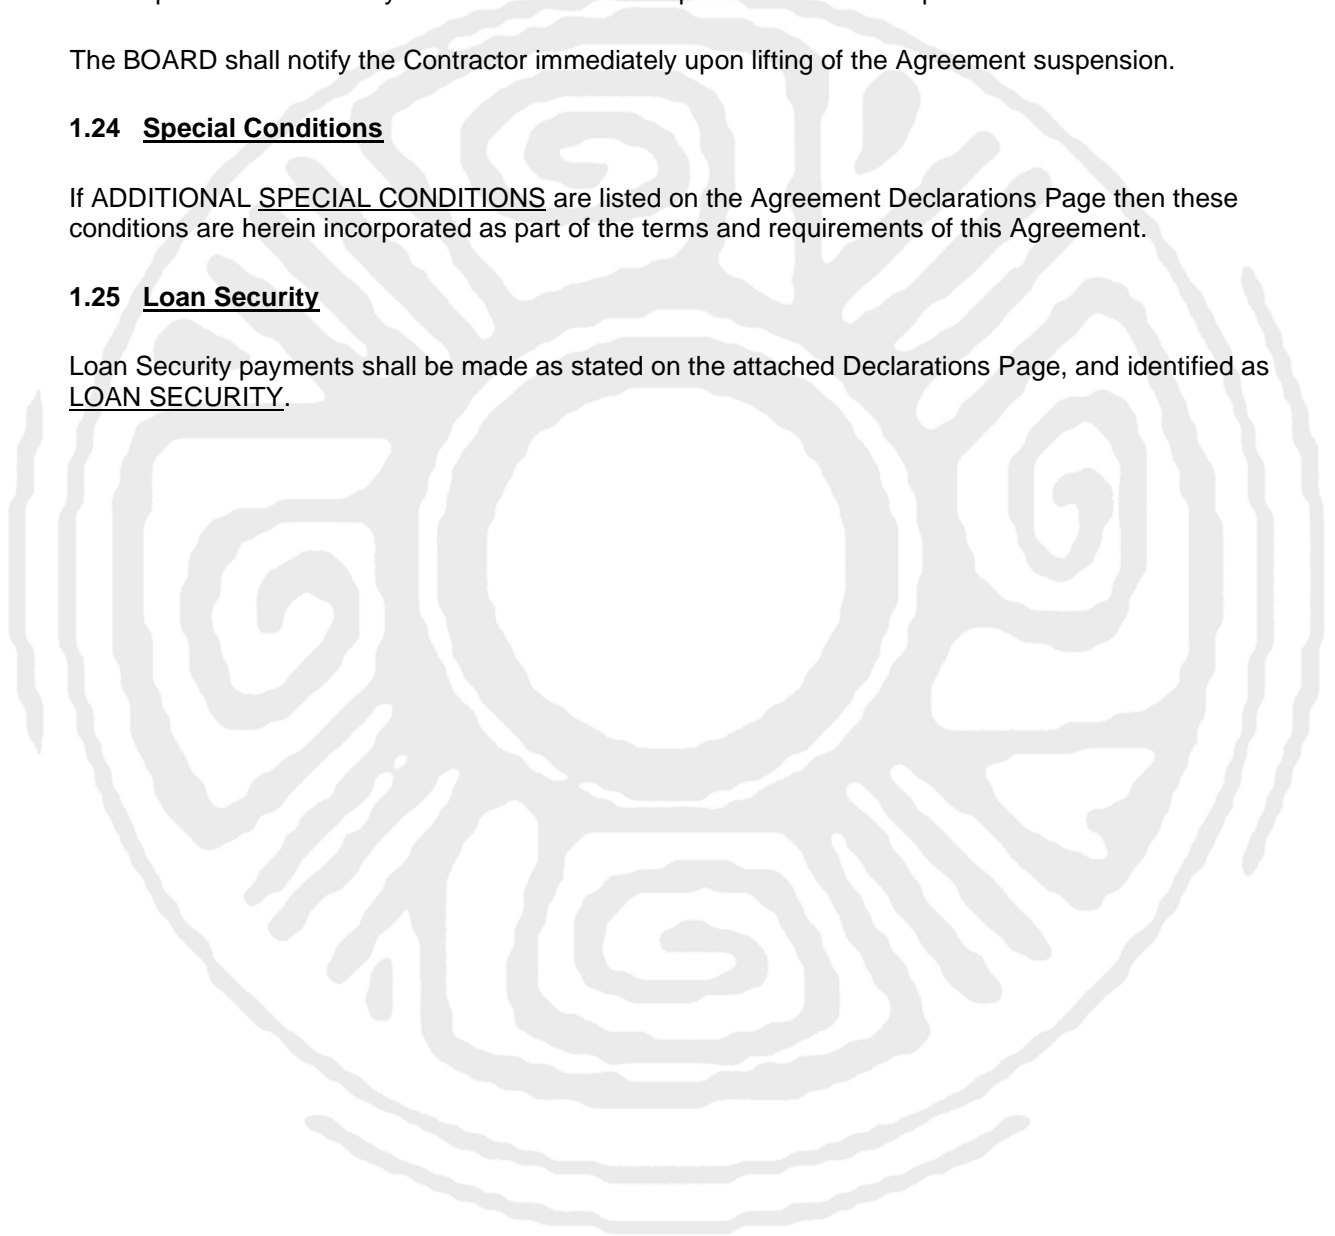 The BOARD shall notify the Contractor immediately upon lifting of the Agreement suspension.
1.24 Special Conditions
If ADDITIONAL SPECIAL CONDITIONS are listed on the Agreement Declarations Page then these
conditions are herein incorporated as part of the terms and requirements of this Agreement.
1.25 Loan Security
Loan Security payments shall be made as stated on the attached Declarations Page, and identified as
LOAN SECURITY.